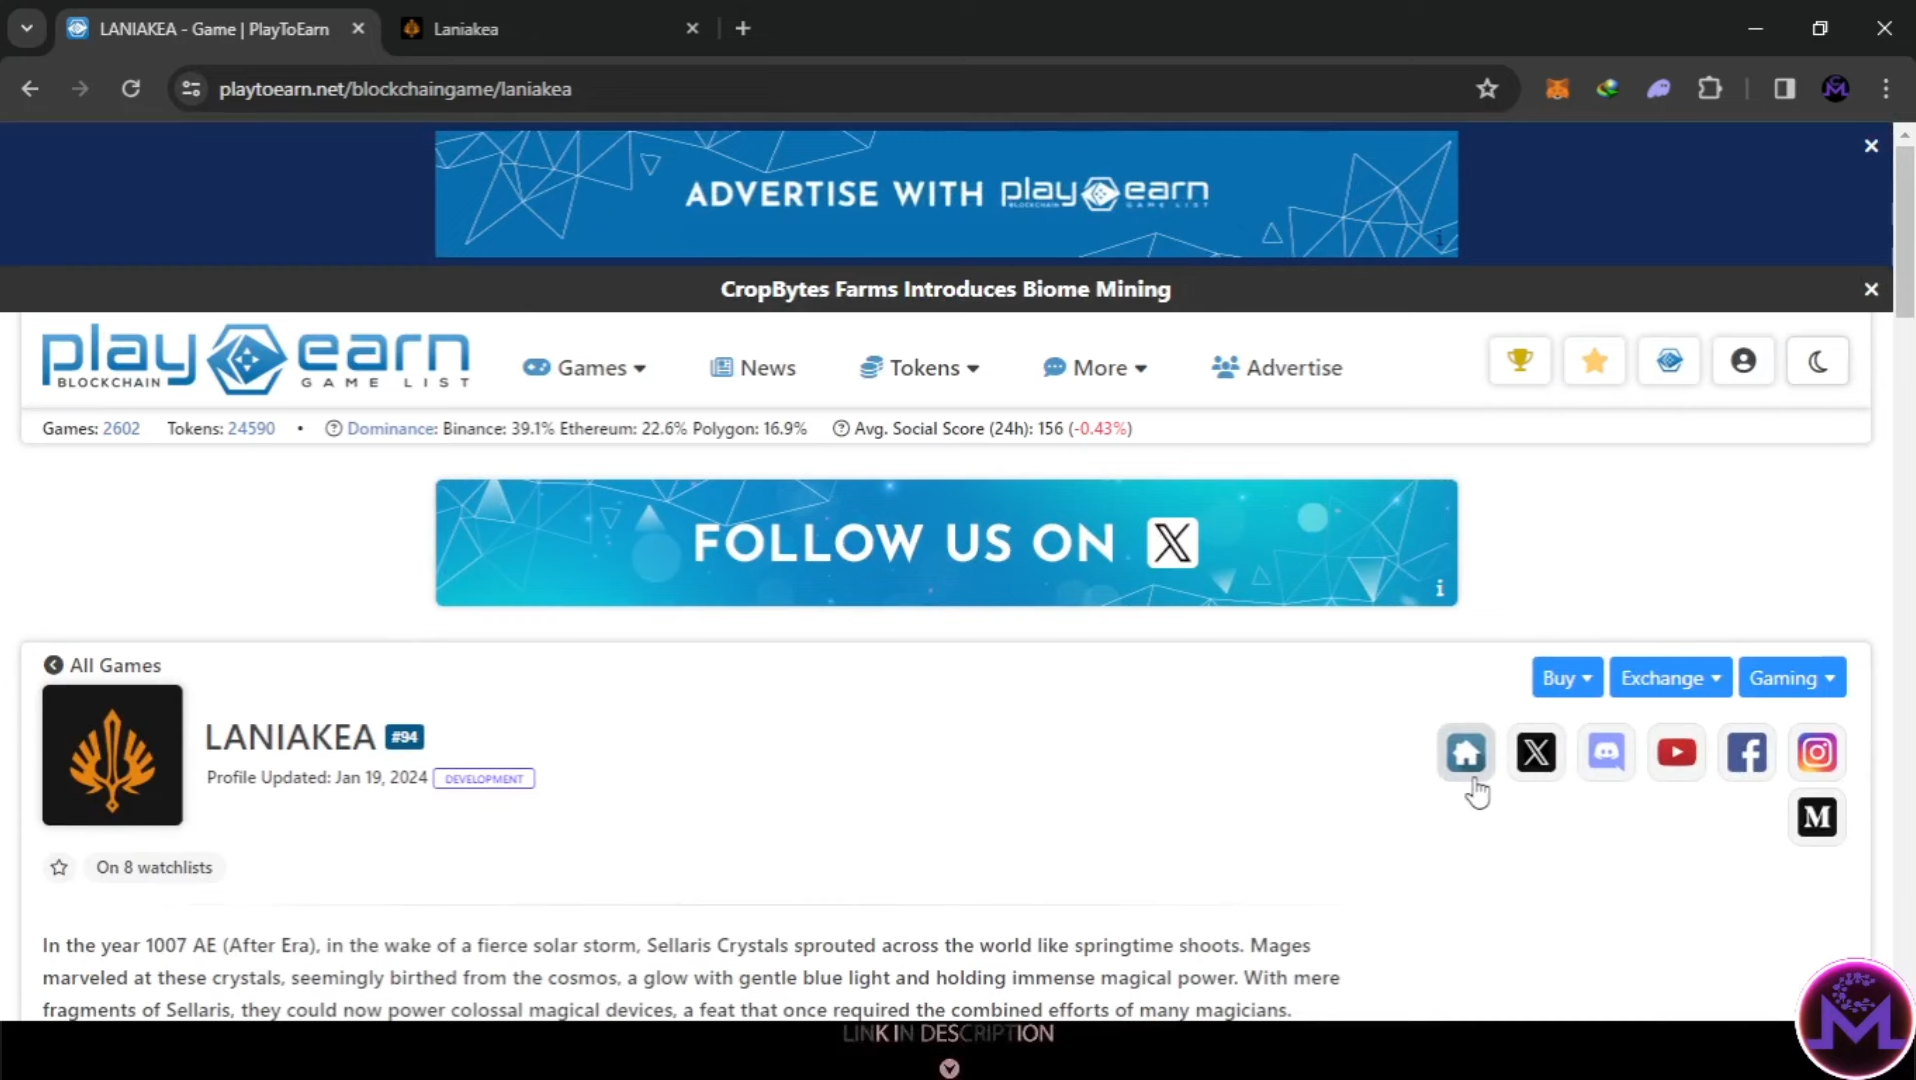 LANIAKEA - Game | PlayToEarn
Laniakea
playtoearn.net/blockchaingame/laniakea
ADVERTISE WITH play earn
BLOCKCHAIN GAME LIST
CropBytes Farms Introduces Biome Mining
play earn
BLOCKCHAIN GAME LIST
Games
News
Tokens
More
Advertise
Games: 2602 Tokens: 24590 • Dominance: Binance: 39.1% Ethereum: 22.6% Polygon: 16.9% Avg. Social Score (24h): 156 (-0.43%)
FOLLOW US ON X
All Games
Buy
Exchange
Gaming
LANIAKEA #94
Profile Updated: Jan 19, 2024 DEVELOPMENT
On 8 watchlists
In the year 1007 AE (After Era), in the wake of a fierce solar storm, Sellaris Crystals sprouted across the world like springtime shoots. Mages
marveled at these crystals, seemingly birthed from the cosmos, a glow with gentle blue light and holding immense magical power. With mere
fragments of Sellaris, they could now power colossal magical devices, a feat that once required the combined efforts of many magicians.
LINK IN DESCRIPTION